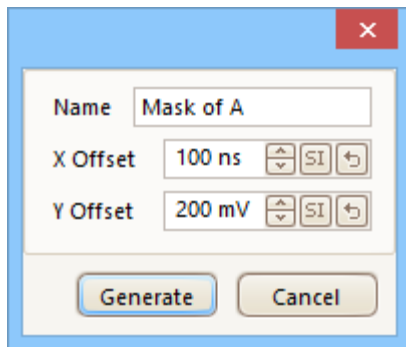 Name Mask of A
X Offset 100 ns SI
Y Offset 200 mV SI
Generate Cancel